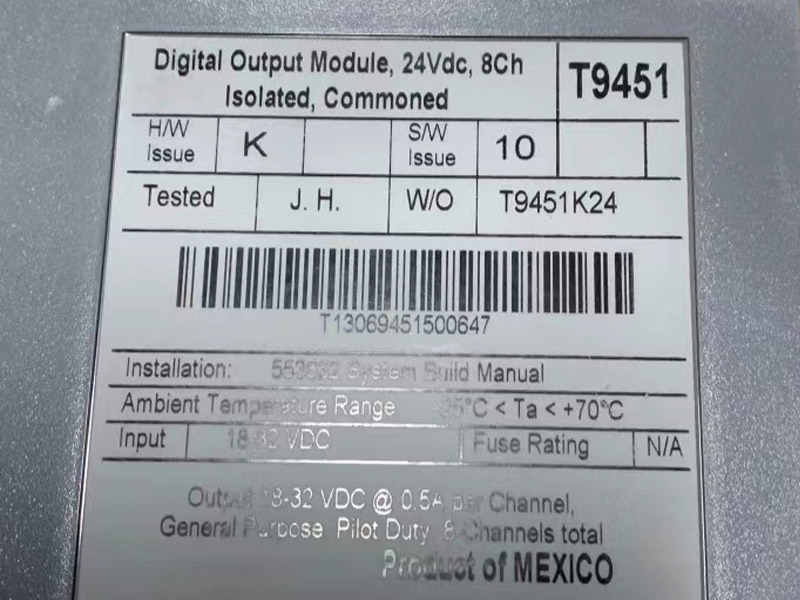 Digital Output Module, 24Vdc, 8Ch
Isolated, Commoned
T9451
H/W Issue K S/W Issue 10
Tested J. H. W/O T9451K24
T13069451500647
Installation: System Build Manual
Ambient Temperature Range °C < Ta < +70°C
Input 18-32 VDC Fuse Rating N/A
Output 18-32 VDC @ 0.5A per Channel,
General Purpose, Pilot Duty, 8 Channels total
Product of MEXICO